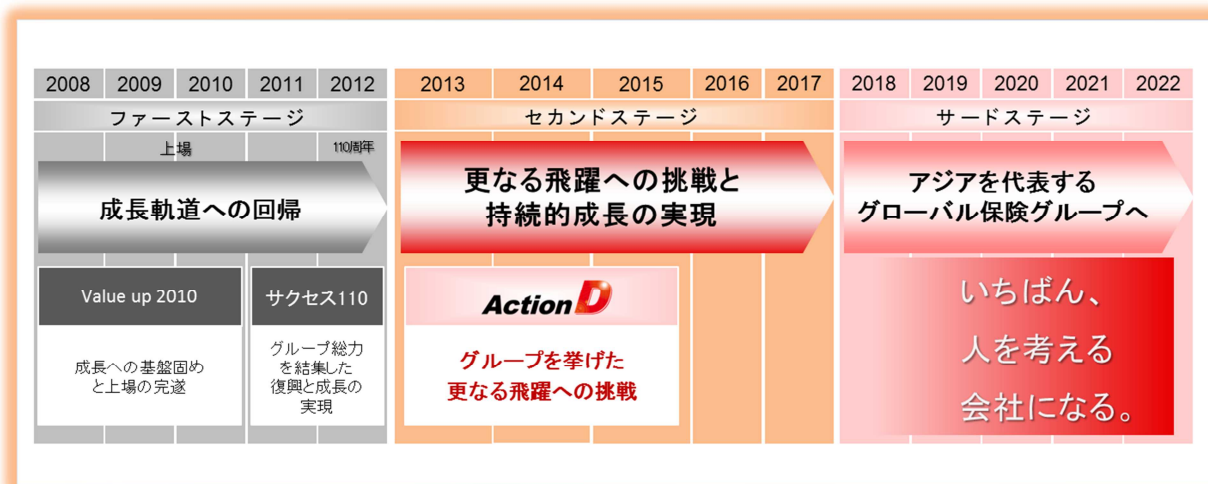 2008 2009 2010 2011 2012 2013 2014 2015 2016 2017 2018 2019 2020 2021 2022
ファーストステージ
上場
110周年
成長軌道への回帰
Value up 2010
成長への基盤固め
と上場の完遂
サクセス110
グループ総力
を結集した
復興と成長の
実現
セカンドステージ
更なる飛躍への挑戦と
持続的成長の実現
Action D
グループを挙げた
更なる飛躍への挑戦
サードステージ
アジアを代表する
グローバル保険グループへ
いちばん、
人を考える
会社になる。